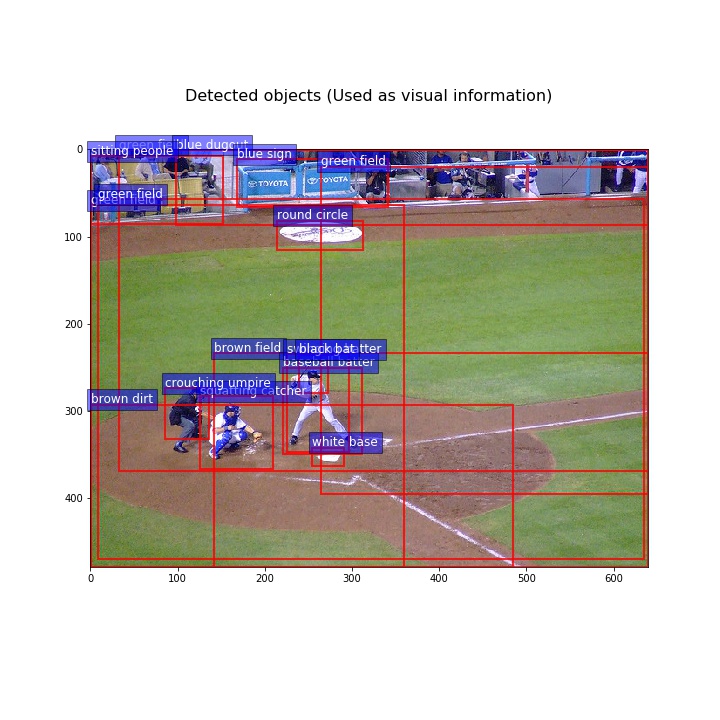 Detected objects (Used as visual information)
sitting people
green field
blue dugout
blue sign
green field
green field
green field
TOYOTA
TOYOTA
round circle
brown field
black bat
batter
baseball batter
crouching umpire
squatting catcher
brown dirt
white base
0
100
200
300
400
0
100
200
300
400
500
600